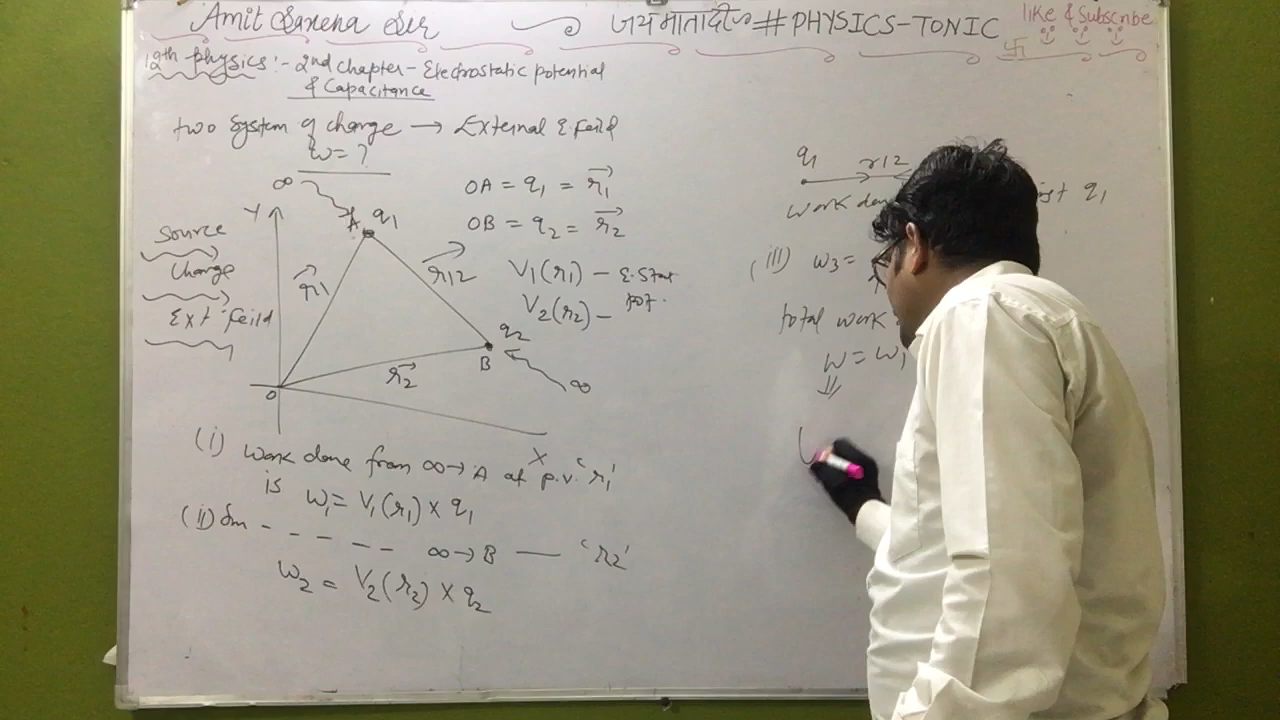 Amit Saxena Sir
जय माता दी # PHYSICS-TONIC
like & Subscribe
12th physics :- 2nd chapter - Electrostatic potential
& Capacitance
two System of charge → External E. Feild
W = ?
∞
Y
A q1
Source
Charge
Ext Feild
r1
r12
r2
q2
B
∞
O
X
OA = q1 = r1
OB = q2 = r2
V1(r1) - E. Stat
V2(r2) - pot.
(i) Work done from ∞ → A at p.v. 'r1'
is W1 = V1(r1) × q1
(ii) - - - - - ∞ → B — 'r2'
W2 = V2(r2) × q2
q1 r12
work q1
(iii) W3 =
total work
W = W1